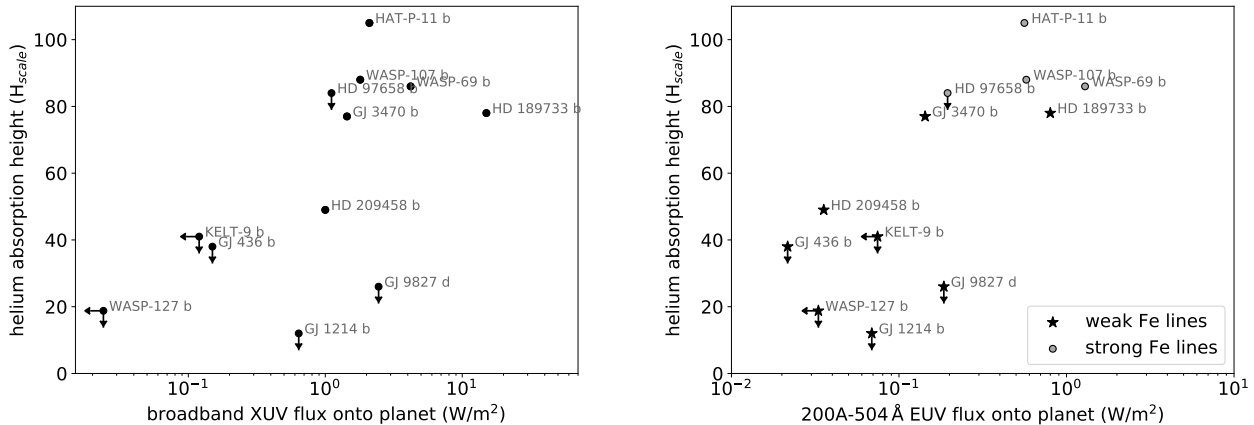 helium absorption height (H_scale)
100
80
60
40
20
0
HAT-P-11 b
WASP-107 b
WASP-69 b
HD 97658 b
GJ 3470 b
HD 189733 b
HD 209458 b
KELT-9 b
GJ 436 b
GJ 9827 d
WASP-127 b
GJ 1214 b
10⁻¹
10⁰
10¹
broadband XUV flux onto planet (W/m²)
helium absorption height (H_scale)
100
80
60
40
20
0
HAT-P-11 b
WASP-107 b
WASP-69 b
HD 97658 b
GJ 3470 b
HD 189733 b
HD 209458 b
KELT-9 b
GJ 436 b
GJ 9827 d
WASP-127 b
GJ 1214 b
weak Fe lines
strong Fe lines
10⁻²
10⁻¹
10⁰
10¹
200A-504 Å EUV flux onto planet (W/m²)